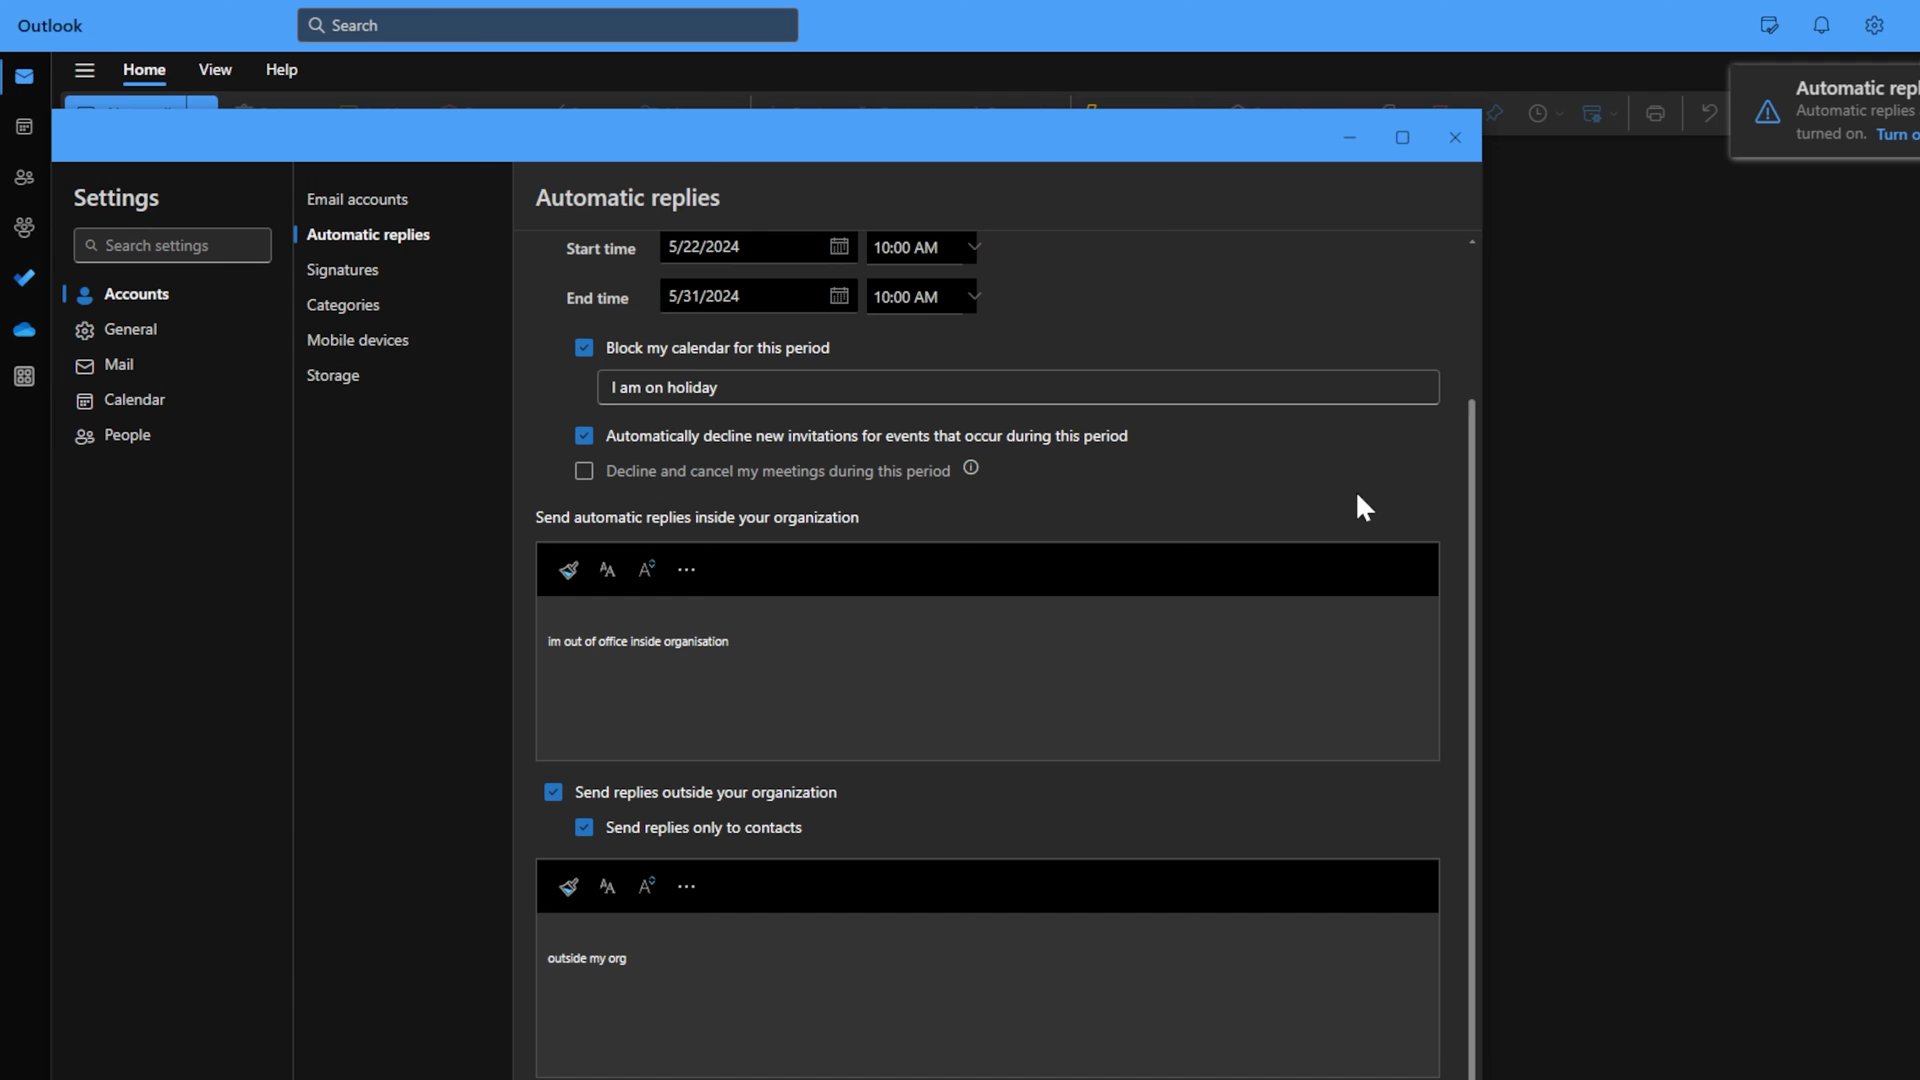 Outlook
Search
Home View Help
Automatic repl
Automatic replies
turned on. Turn o
Settings
Search settings
Accounts
General
Mail
Calendar
People
Email accounts
Automatic replies
Signatures
Categories
Mobile devices
Storage
Automatic replies
Start time 5/22/2024 10:00 AM
End time 5/31/2024 10:00 AM
Block my calendar for this period
I am on holiday
Automatically decline new invitations for events that occur during this period
Decline and cancel my meetings during this period
Send automatic replies inside your organization
im out of office inside organisation
Send replies outside your organization
Send replies only to contacts
outside my org